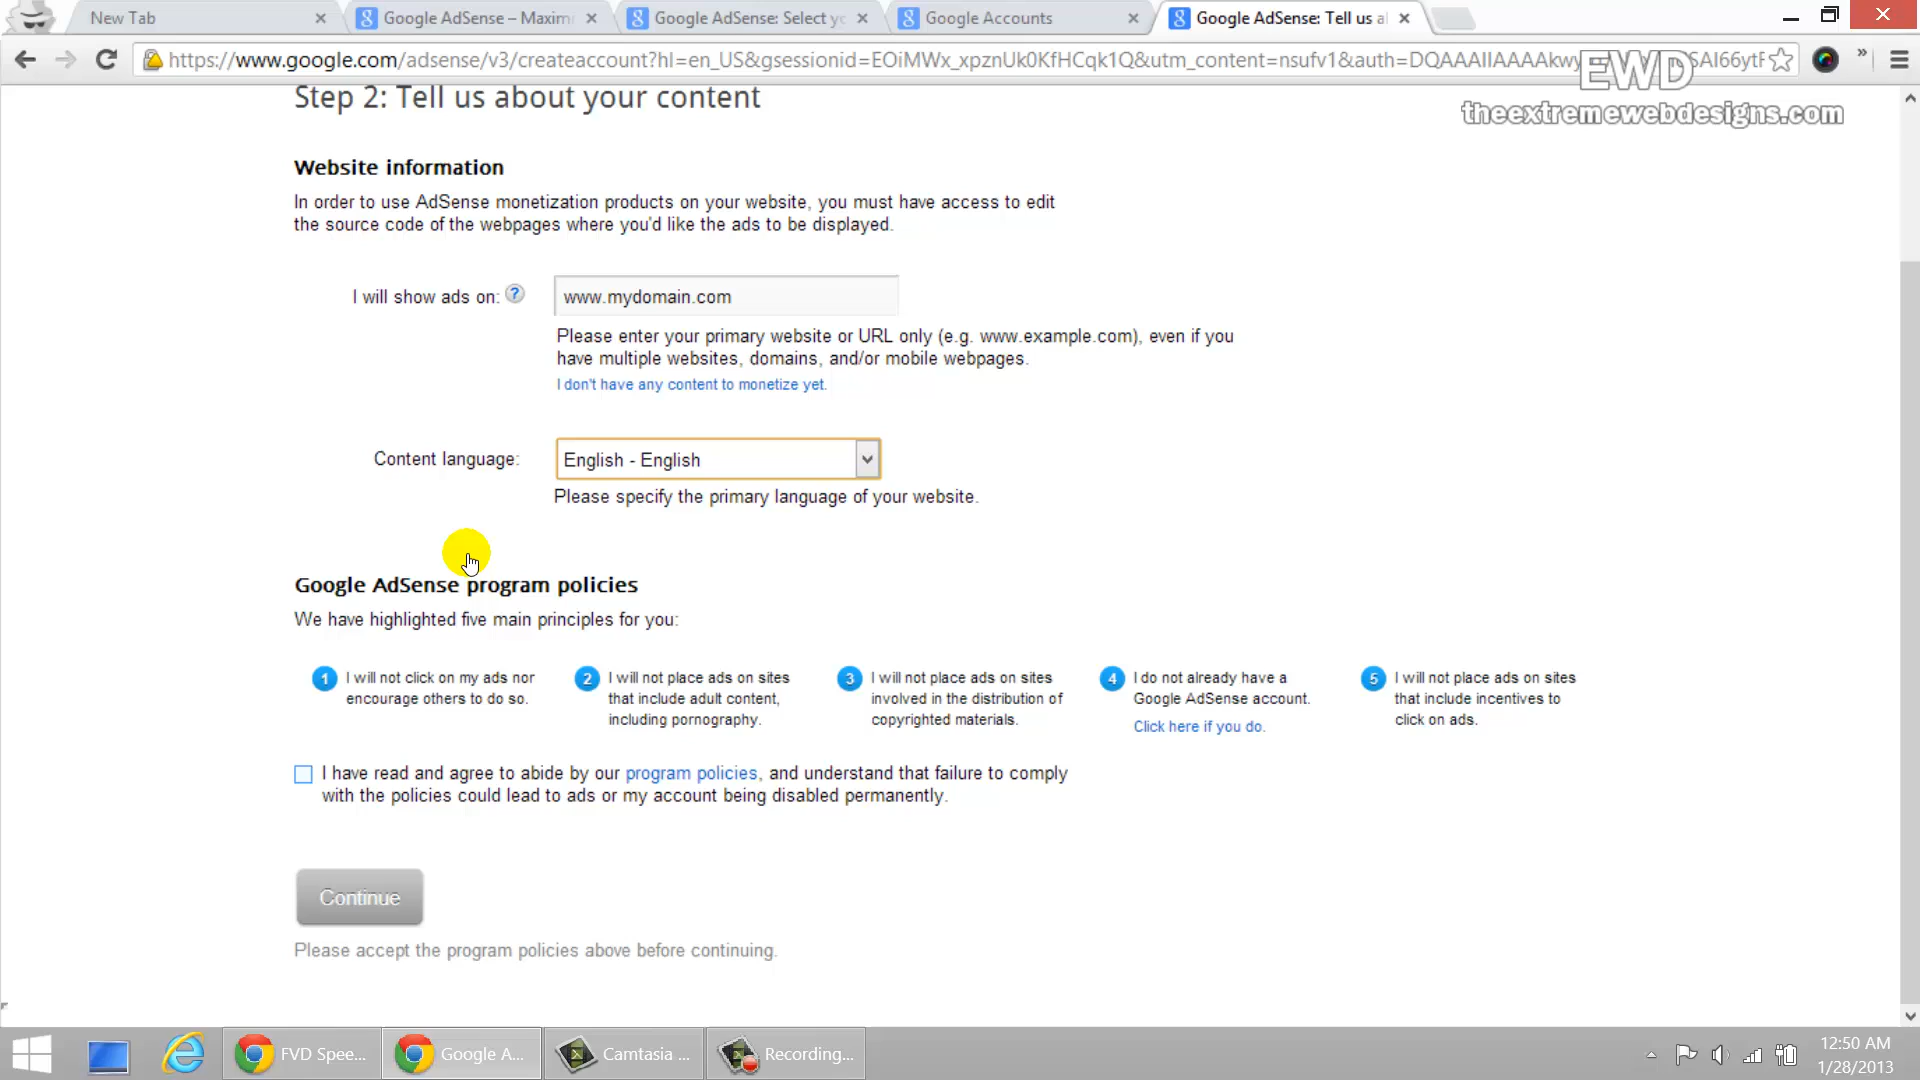 New Tab
Google AdSense – Maxim
Google AdSense: Select yo
Google Accounts
Google AdSense: Tell us a
https://www.google.com/adsense/v3/createaccount?hl=en_US&gsessionid=EOiMWx_xpznUk0KfHCqk1Q&utm_content=nsufv1&auth=DQAAAIIAAAAkwy
EWD
theextremewebdesigns.com
Step 2: Tell us about your content
Website information
In order to use AdSense monetization products on your website, you must have access to edit
the source code of the webpages where you'd like the ads to be displayed.
I will show ads on: ?
www.mydomain.com
Please enter your primary website or URL only (e.g. www.example.com), even if you
have multiple websites, domains, and/or mobile webpages.
I don't have any content to monetize yet.
Content language:
English - English
Please specify the primary language of your website.
Google AdSense program policies
We have highlighted five main principles for you:
1 I will not click on my ads nor
encourage others to do so.
2 I will not place ads on sites
that include adult content,
including pornography.
3 I will not place ads on sites
involved in the distribution of
copyrighted materials.
4 I do not already have a
Google AdSense account.
Click here if you do.
5 I will not place ads on sites
that include incentives to
click on ads.
I have read and agree to abide by our program policies, and understand that failure to comply
with the policies could lead to ads or my account being disabled permanently.
Continue
Please accept the program policies above before continuing.
FVD Spee...
Google A...
Camtasia ...
Recording...
12:50 AM
1/28/2013